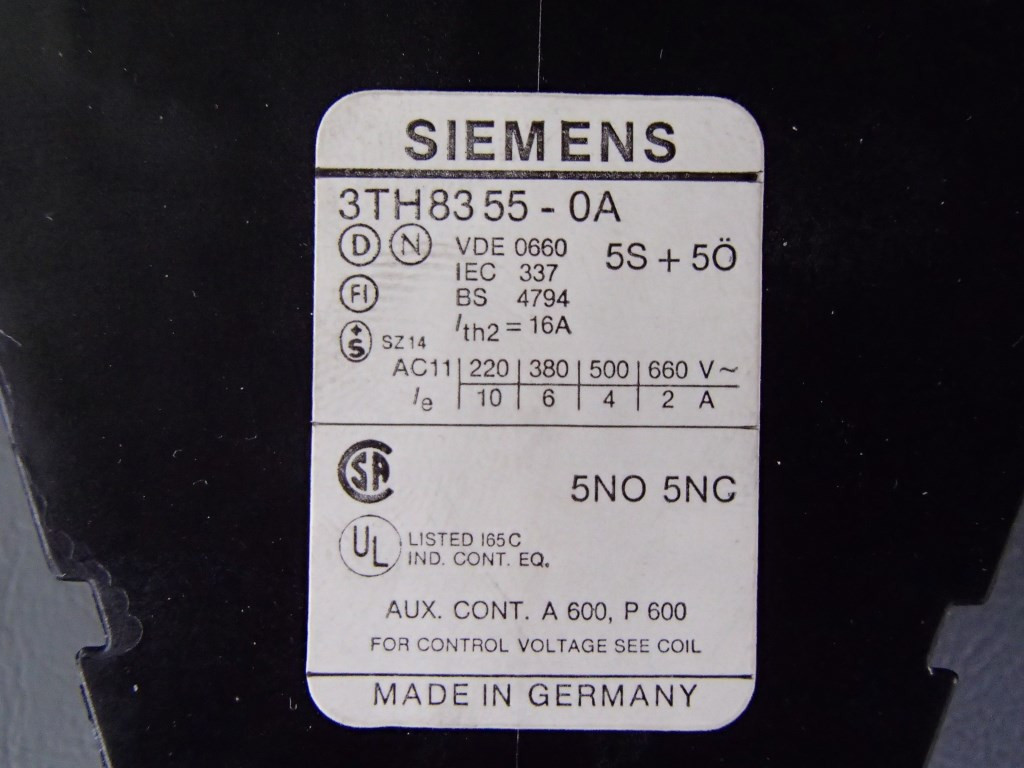 SIEMENS
3TH8355-0A
D N VDE 0660 5S + 5Ö
IEC 337
FI BS 4794
+S SZ14 Ith2 = 16A
AC11 | 220 | 380 | 500 | 660 V~
Ie | 10 | 6 | 4 | 2 A
CSA 5NO 5NC
UL LISTED 165C
IND. CONT. EQ.
AUX. CONT. A 600, P 600
FOR CONTROL VOLTAGE SEE COIL
MADE IN GERMANY